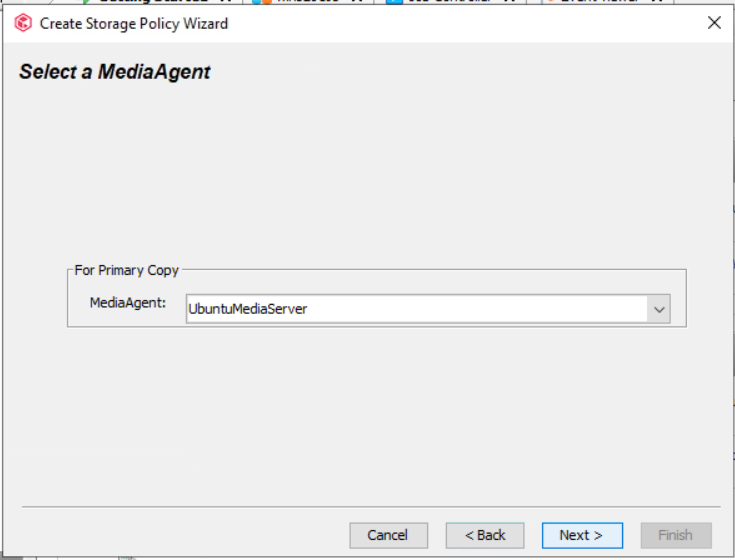 Create Storage Policy Wizard
Select a MediaAgent
For Primary Copy
MediaAgent:
UbuntuMediaServer
Cancel
< Back
Next >
Finish